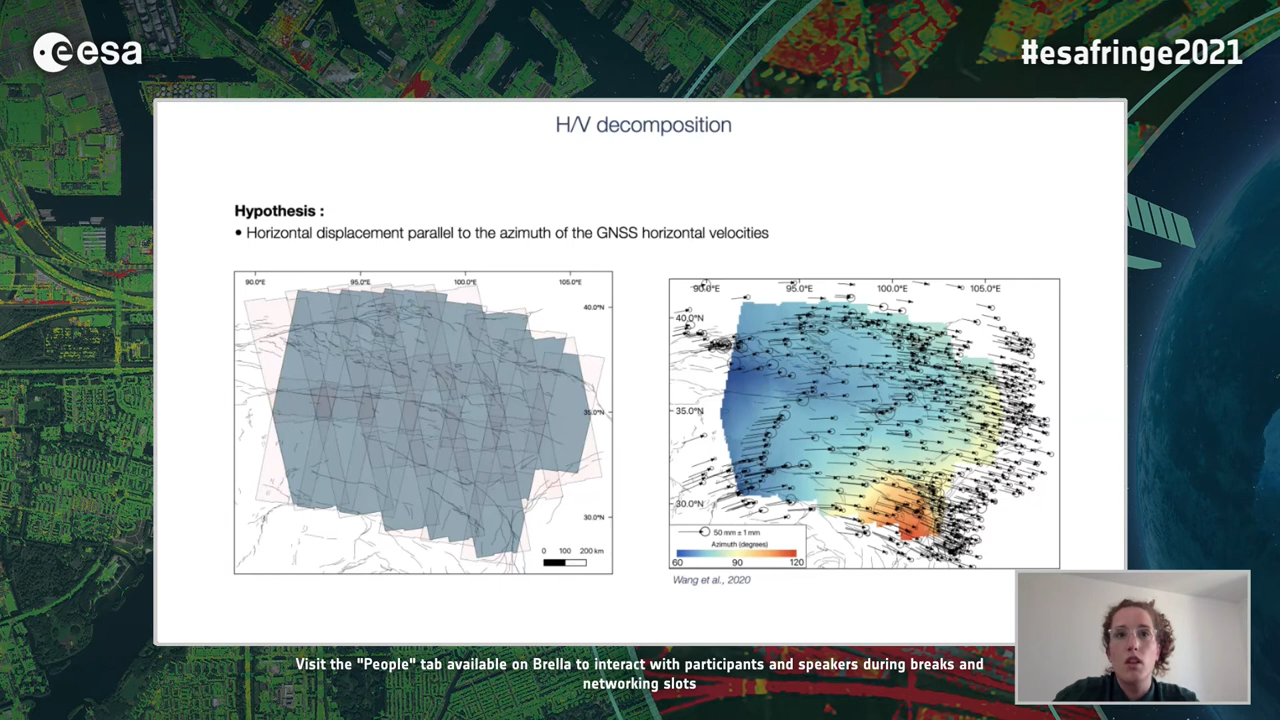 esa
#esafringe2021
H/V decomposition
Hypothesis :
• Horizontal displacement parallel to the azimuth of the GNSS horizontal velocities
90.0°E 95.0°E 100.0°E 105.0°E
40.0°N
35.0°N
30.0°N
0 100 200 km
90.0°E 95.0°E 100.0°E 105.0°E
40.0°N
35.0°N
30.0°N
50 mm ± 1 mm
Azimuth (degrees)
60 90 120
Wang et al., 2020
Visit the "People" tab available on Brella to interact with participants and speakers during breaks and
networking slots